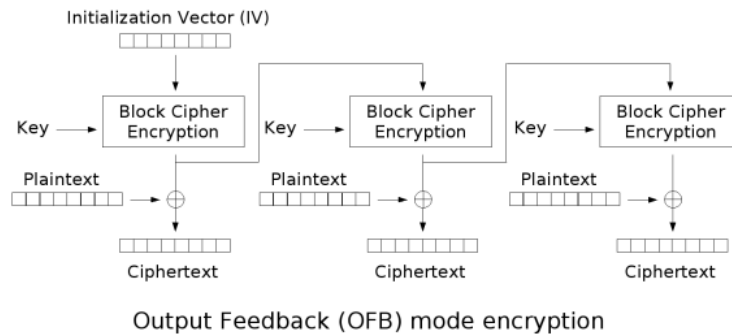 Initialization Vector (IV)
Block Cipher
Encryption
Key
Plaintext
Ciphertext
Block Cipher
Encryption
Key
Plaintext
Ciphertext
Block Cipher
Encryption
Key
Plaintext
Ciphertext
Output Feedback (OFB) mode encryption